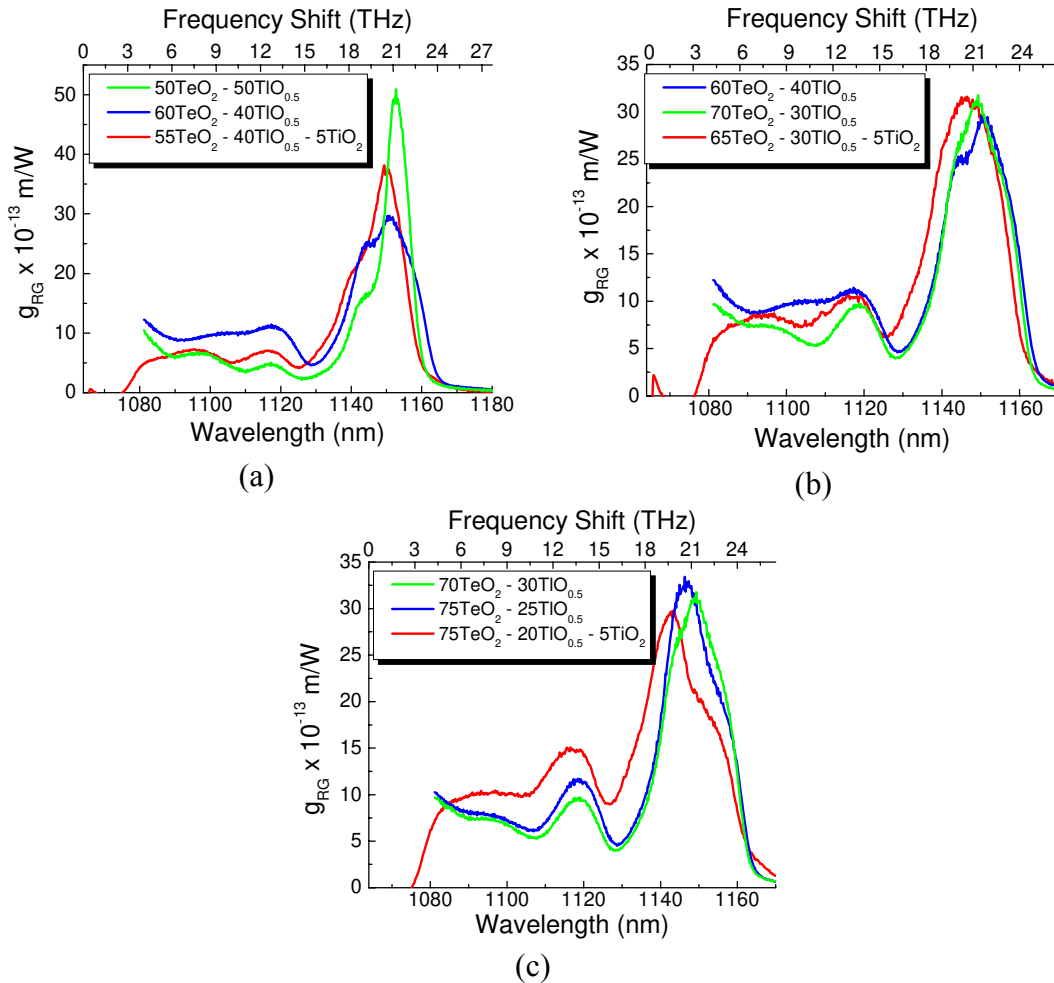 Frequency Shift (THz)
0 3 6 9 12 15 18 21 24 27
50TeO₂ - 50TlO₀.₅
60TeO₂ - 40TlO₀.₅
55TeO₂ - 40TlO₀.₅ - 5TiO₂
g_RG x 10⁻¹³ m/W
50
40
30
20
10
0
1080 1100 1120 1140 1160 1180
Wavelength (nm)
(a)
Frequency Shift (THz)
0 3 6 9 12 15 18 21 24
60TeO₂ - 40TlO₀.₅
70TeO₂ - 30TlO₀.₅
65TeO₂ - 30TlO₀.₅ - 5TiO₂
g_RG x 10⁻¹³ m/W
35
30
25
20
15
10
5
0
1080 1100 1120 1140 1160
Wavelength (nm)
(b)
Frequency Shift (THz)
0 3 6 9 12 15 18 21 24
70TeO₂ - 30TlO₀.₅
75TeO₂ - 25TlO₀.₅
75TeO₂ - 20TlO₀.₅ - 5TiO₂
g_RG x 10⁻¹³ m/W
35
30
25
20
15
10
5
0
1080 1100 1120 1140 1160
Wavelength (nm)
(c)